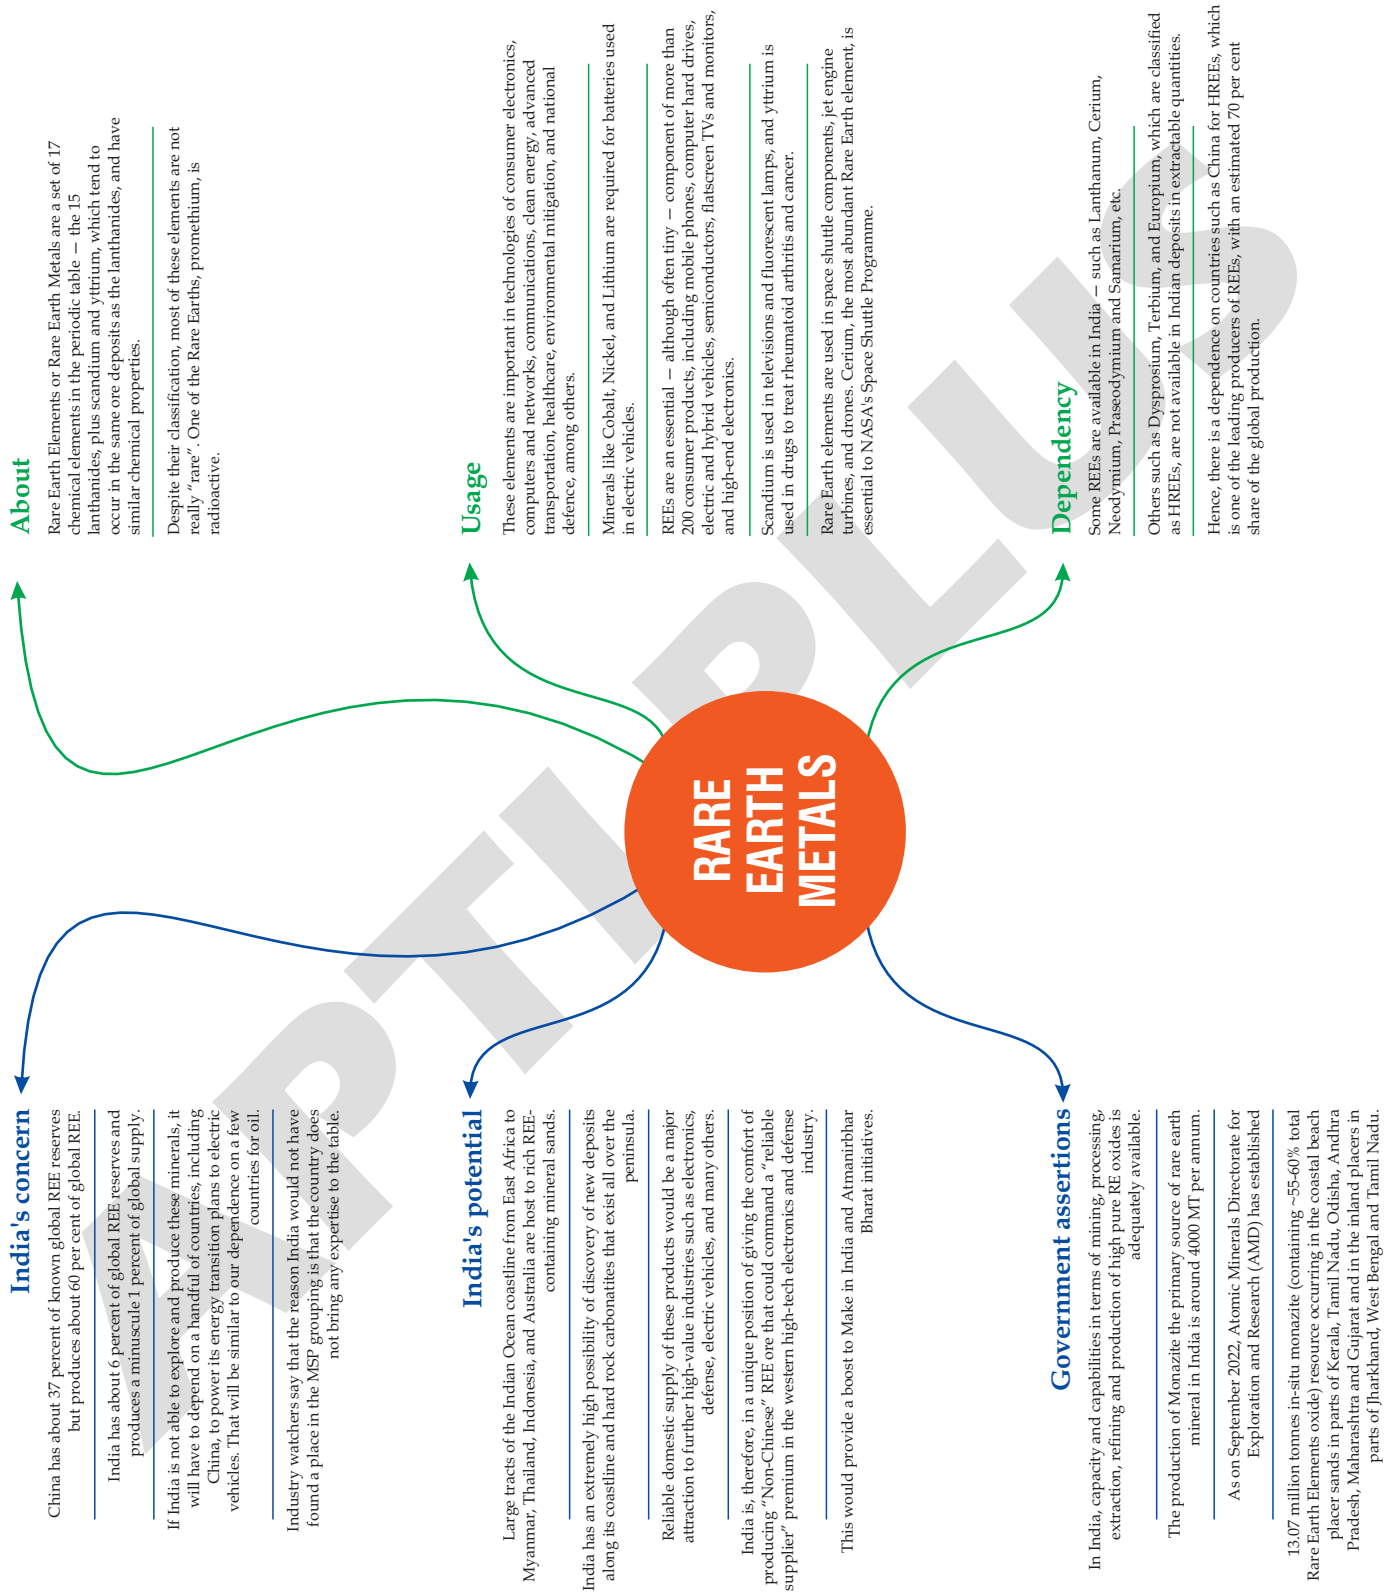 RARE
EARTH
METALS
India's concern
China has about 37 percent of known global REE reserves
but produces about 60 per cent of global REE.
India has about 6 percent of global REE reserves and
produces a minuscule 1 percent of global supply.
If India is not able to explore and produce these minerals, it
will have to depend on a handful of countries, including
China, to power its energy transition plans to electric
vehicles. That will be similar to our dependence on a few
countries for oil.
Industry watchers say that the reason India would not have
found a place in the MSP grouping is that the country does
not bring any expertise to the table.
India's potential
Large tracts of the Indian Ocean coastline from East Africa to
Myanmar, Thailand, Indonesia, and Australia are host to rich REE-
containing mineral sands.
India has an extremely high possibility of discovery of new deposits
along its coastline and hard rock carbonatites that exist all over the
peninsula.
Reliable domestic supply of these products would be a major
attraction to further high-value industries such as electronics,
defense, electric vehicles, and many others.
India is, therefore, in a unique position of giving the comfort of
producing “Non-Chinese” REE ore that could command a “reliable
supplier” premium in the western high-tech electronics and defense
industry.
This would provide a boost to Make in India and Atmanirbhar
Bharat initiatives.
Government assertions
In India, capacity and capabilities in terms of mining, processing,
extraction, refining and production of high pure RE oxides is
adequately available.
The production of Monazite the primary source of rare earth
mineral in India is around 4000 MT per annum.
As on September 2022, Atomic Minerals Directorate for
Exploration and Research (AMD) has established
13.07 million tonnes in-situ monazite (containing ~55-60% total
Rare Earth Elements oxide) resource occurring in the coastal beach
placer sands in parts of Kerala, Tamil Nadu, Odisha, Andhra
Pradesh, Maharashtra and Gujarat and in the inland placers in
parts of Jharkhand, West Bengal and Tamil Nadu.
About
Rare Earth Elements or Rare Earth Metals are a set of 17
chemical elements in the periodic table — the 15
lanthanides, plus scandium and yttrium, which tend to
occur in the same ore deposits as the lanthanides, and have
similar chemical properties.
Despite their classification, most of these elements are not
really “rare” . One of the Rare Earths, promethium, is
radioactive.
Usage
These elements are important in technologies of consumer electronics,
computers and networks, communications, clean energy, advanced
transportation, healthcare, environmental mitigation, and national
defence, among others.
Minerals like Cobalt, Nickel, and Lithium are required for batteries used
in electric vehicles.
REEs are an essential — although often tiny — component of more than
200 consumer products, including mobile phones, computer hard drives,
electric and hybrid vehicles, semiconductors, flatscreen TVs and monitors,
and high-end electronics.
Scandium is used in televisions and fluorescent lamps, and yttrium is
used in drugs to treat rheumatoid arthritis and cancer.
Rare Earth elements are used in space shuttle components, jet engine
turbines, and drones. Cerium, the most abundant Rare Earth element, is
essential to NASA's Space Shuttle Programme.
Dependency
Some REEs are available in India — such as Lanthanum, Cerium,
Neodymium, Praseodymium and Samarium, etc.
Others such as Dysprosium, Terbium, and Europium, which are classified
as HREEs, are not available in Indian deposits in extractable quantities.
Hence, there is a dependence on countries such as China for HREEs, which
is one of the leading producers of REEs, with an estimated 70 per cent
share of the global production.
APTI PLUS